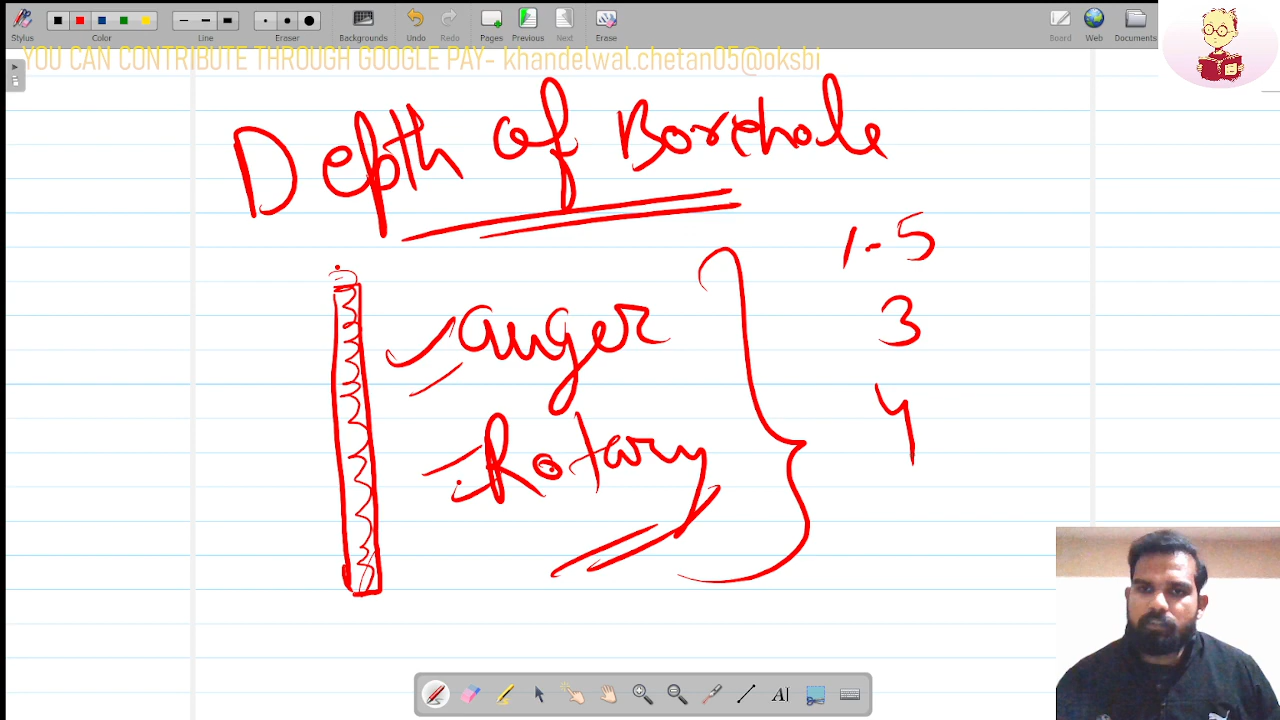 Stylus Color Line Eraser Backgrounds Undo Redo Pages Previous Next Erase Board Web Documents
YOU CAN CONTRIBUTE THROUGH GOOGLE PAY- khandelwal.chetan05@oksbi
Depth of Borehole
1-5
auger
3
4
Rotary